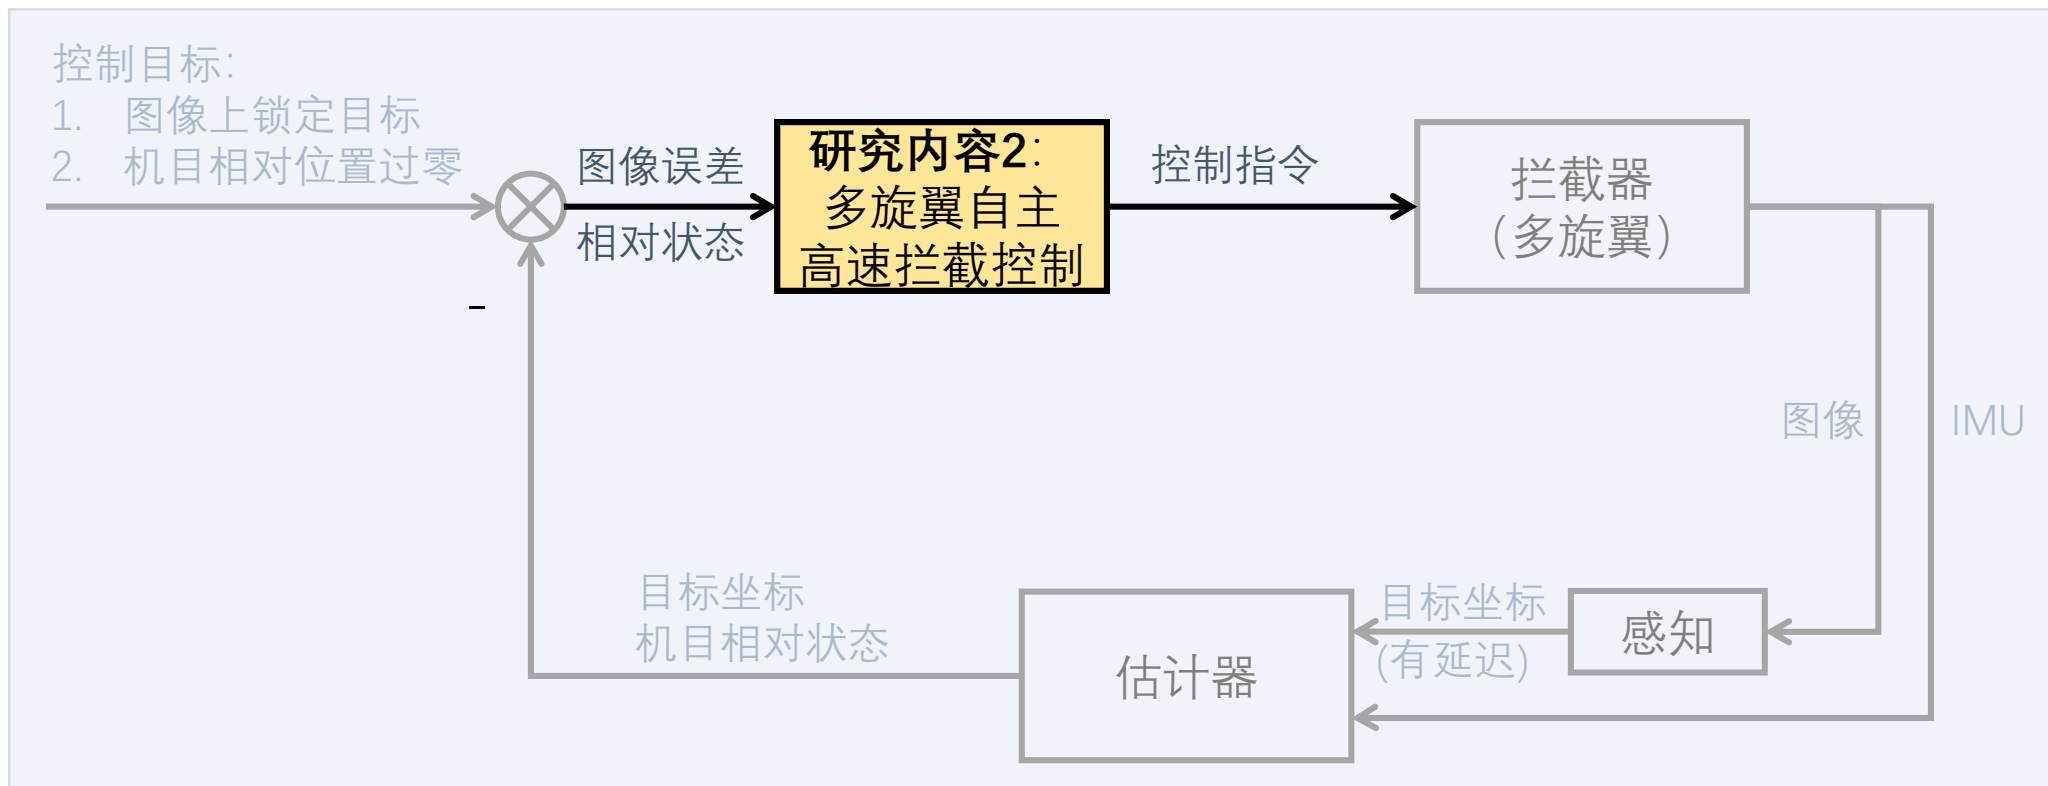 控制目标：
1. 图像上锁定目标
2. 机目相对位置过零
图像误差
相对状态
-
研究内容2：
多旋翼自主
高速拦截控制
控制指令
拦截器
（多旋翼）
图像
IMU
感知
目标坐标
(有延迟)
估计器
目标坐标
机目相对状态